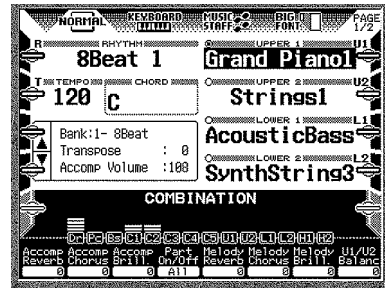 NORMAL KEYBOARD MUSIC STAFF BIG FONT PAGE 1/2
R RHYTHM UPPER 1 U1
8Beat 1 Grand Piano1
T TEMPO CHORD UPPER 2 U2
120 C Strings1
LOWER 1 L1
Bank:1- 8Beat AcousticBass
Transpose : 0
LOWER 2 L2
Accomp Volume :108 SynthString3
COMBINATION
Dr Pc Bs C1 C2 C3 C4 C5 U1 U2 L1 L2 H1 H2
Accomp Accomp Accomp Part Melody Melody Melody U1/U2
Reverb Chorus Brill. On/Off Reverb Chorus Brill. Balanc
0 0 0 All 0 0 0 0